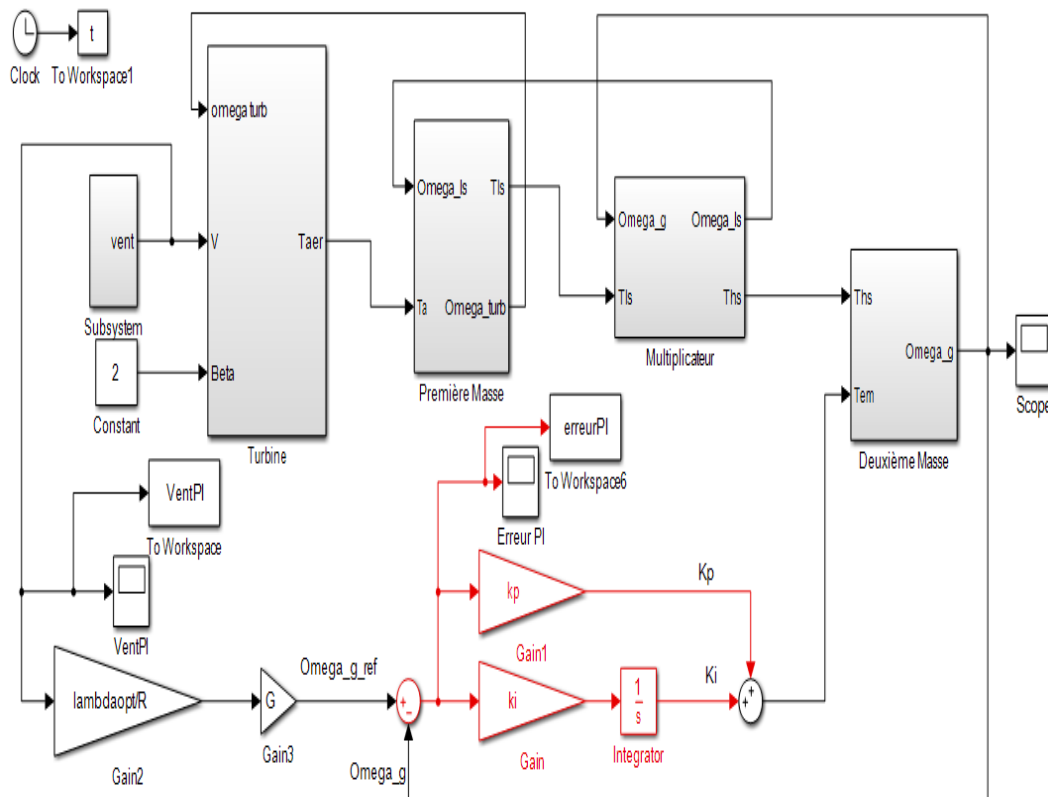 t
Clock
To Workspace1
omega turb
V
Beta
Taer
Turbine
vent
Subsystem
2
Constant
Omega_ls
Tls
Ta
Omega_turb
Première Masse
Omega_g
Omega_ls
Tls
Ths
Multiplicateur
Ths
Omega_g
Tem
Deuxième Masse
Scope
erreurPI
To Workspace6
Erreur PI
VentPI
To Workspace
VentPI
kp
Kp
Gain1
lambdaopt/R
Gain2
G
Gain3
Omega_g_ref
+
-
Omega_g
ki
Gain
1
s
Integrator
Ki
+
+